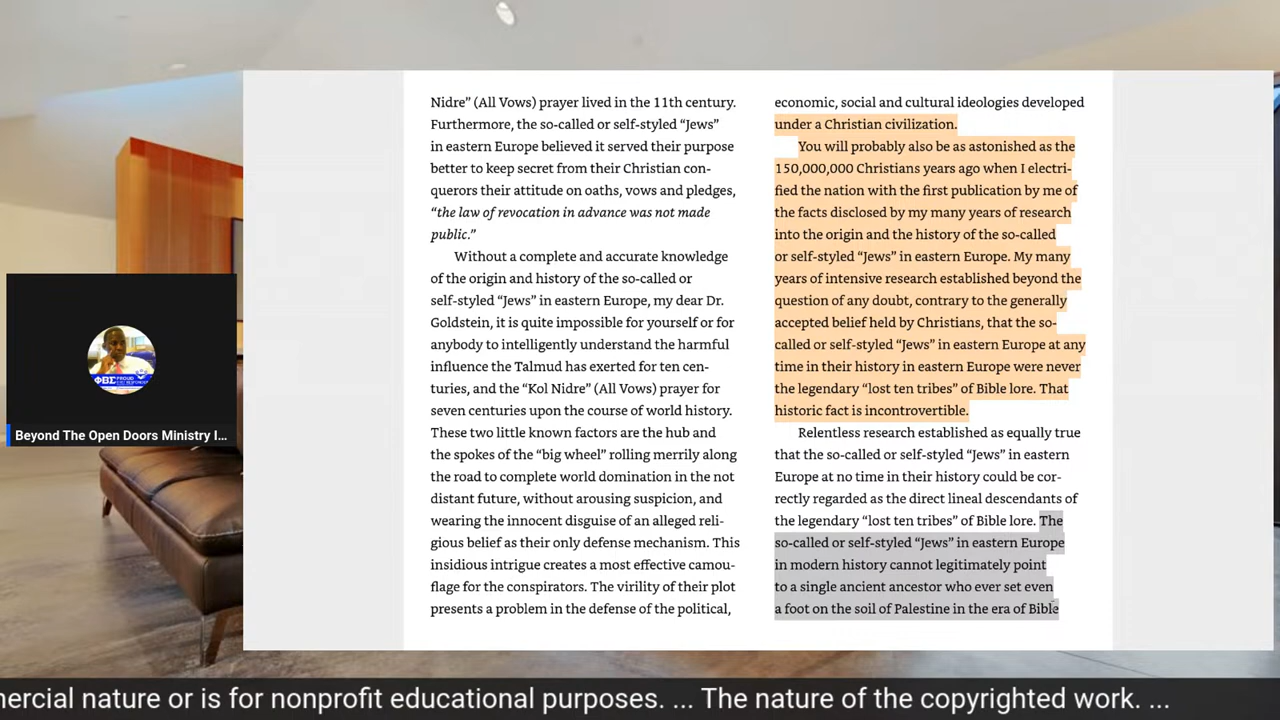 Nidre” (All Vows) prayer lived in the 11th century.
Furthermore, the so-called or self-styled “Jews”
in eastern Europe believed it served their purpose
better to keep secret from their Christian con-
querors their attitude on oaths, vows and pledges,
“the law of revocation in advance was not made
public.”
Without a complete and accurate knowledge
of the origin and history of the so-called or
self-styled “Jews” in eastern Europe, my dear Dr.
Goldstein, it is quite impossible for yourself or for
anybody to intelligently understand the harmful
influence the Talmud has exerted for ten cen-
turies, and the “Kol Nidre” (All Vows) prayer for
seven centuries upon the course of world history.
These two little known factors are the hub and
the spokes of the “big wheel” rolling merrily along
the road to complete world domination in the not
distant future, without arousing suspicion, and
wearing the innocent disguise of an alleged reli-
gious belief as their only defense mechanism. This
insidious intrigue creates a most effective camou-
flage for the conspirators. The virility of their plot
presents a problem in the defense of the political,
economic, social and cultural ideologies developed
under a Christian civilization.
You will probably also be as astonished as the
150,000,000 Christians years ago when I electri-
fied the nation with the first publication by me of
the facts disclosed by my many years of research
into the origin and the history of the so-called
or self-styled “Jews” in eastern Europe. My many
years of intensive research established beyond the
question of any doubt, contrary to the generally
accepted belief held by Christians, that the so-
called or self-styled “Jews” in eastern Europe at any
time in their history in eastern Europe were never
the legendary “lost ten tribes” of Bible lore. That
historic fact is incontrovertible.
Relentless research established as equally true
that the so-called or self-styled “Jews” in eastern
Europe at no time in their history could be cor-
rectly regarded as the direct lineal descendants of
the legendary “lost ten tribes” of Bible lore. The
so-called or self-styled “Jews” in eastern Europe
in modern history cannot legitimately point
to a single ancient ancestor who ever set even
a foot on the soil of Palestine in the era of Bible
ΦΒΣ PROUD
Beyond The Open Doors Ministry I...
mercial nature or is for nonprofit educational purposes. ... The nature of the copyrighted work. ...